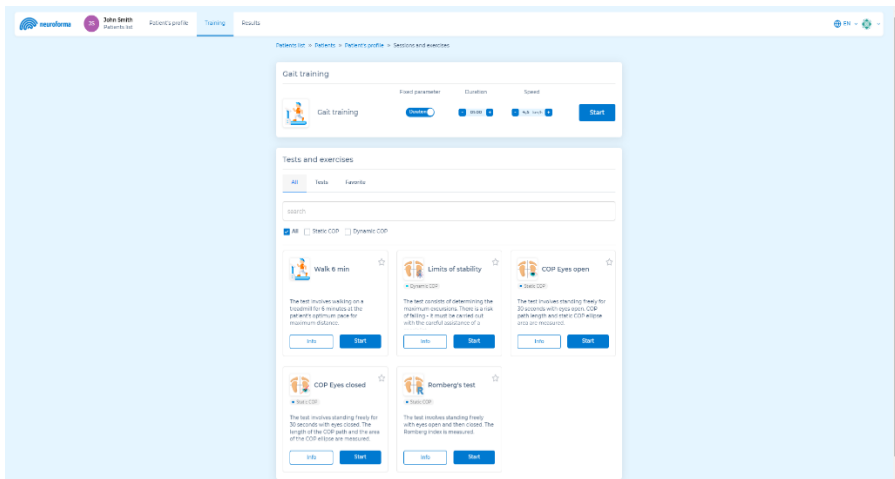 neuroforma
JS
John Smith
Patients list
Patient's profile
Training
Results
EN
Patients list > Patients > Patient's profile > Sessions and exercises
Gait training
Fixed parameter
Duration
Speed
Gait training
Duration
Start
Tests and exercises
All
Tests
Favorite
search
All
Static COP
Dynamic COP
Walk 6 min
The test involves walking on a
treadmill for 6 minutes at the
patient's optimum pace for
maximum distance.
Info
Start
Limits of stability
Dynamic COP
The test consists of determining the
maximum excursions. There is a risk
of falling - it must be carried out
with the careful assistance of a
Info
Start
COP Eyes open
Static COP
The test involves standing freely for
30 seconds with eyes open. COP
path length and static COP ellipse
area are measured.
Info
Start
COP Eyes closed
Static COP
The test involves standing freely for
30 seconds with eyes closed. The
length of the COP path and the area
of the COP ellipse are measured.
Info
Start
Romberg's test
Static COP
The test involves standing freely
with eyes open and then closed. The
Romberg index is measured.
Info
Start